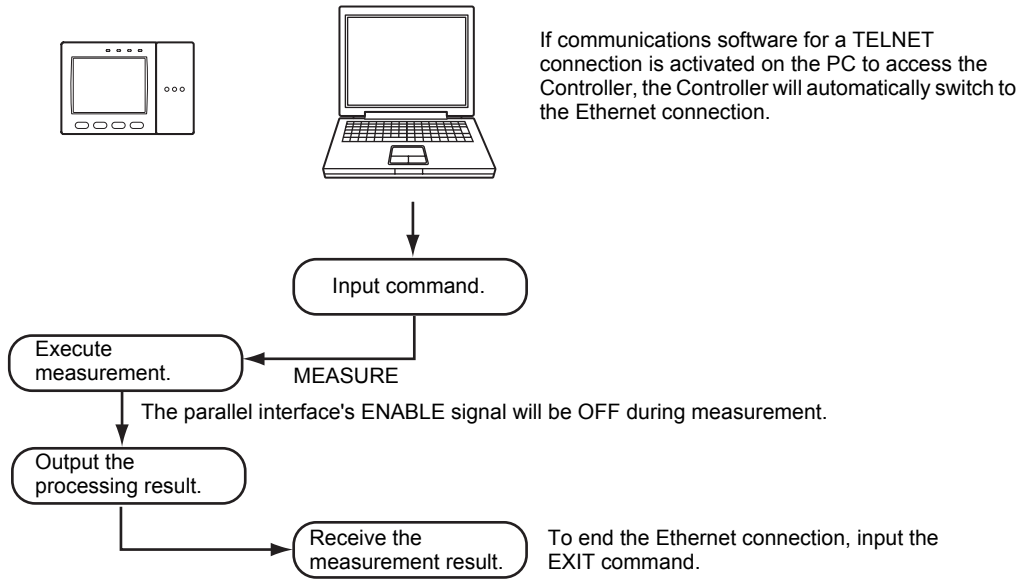 If communications software for a TELNET
connection is activated on the PC to access the
Controller, the Controller will automatically switch to
the Ethernet connection.
Input command.
Execute
measurement.
MEASURE
The parallel interface's ENABLE signal will be OFF during measurement.
Output the
processing result.
Receive the
measurement result.
To end the Ethernet connection, input the
EXIT command.